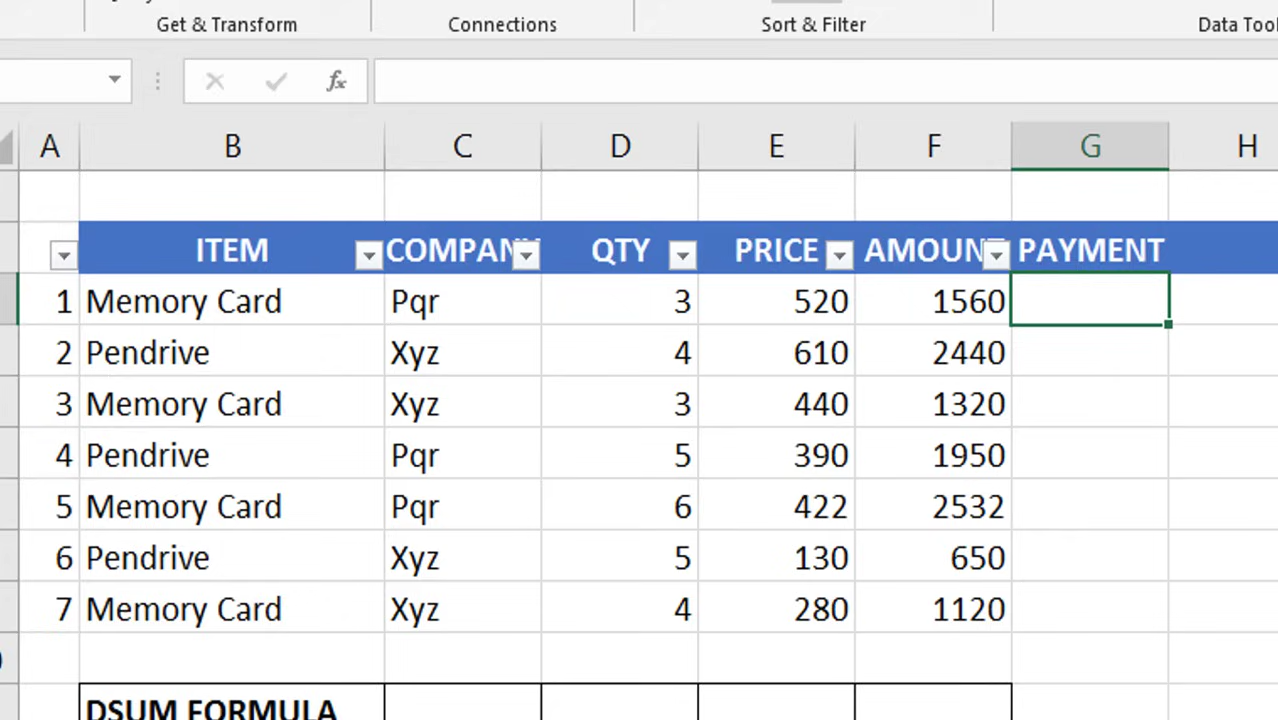 Get & Transform Connections Sort & Filter Data Tool
fx
A B C D E F G H
ITEM COMPANY QTY PRICE AMOUNT PAYMENT
1 Memory Card Pqr 3 520 1560
2 Pendrive Xyz 4 610 2440
3 Memory Card Xyz 3 440 1320
4 Pendrive Pqr 5 390 1950
5 Memory Card Pqr 6 422 2532
6 Pendrive Xyz 5 130 650
7 Memory Card Xyz 4 280 1120
DSUM FORMULA